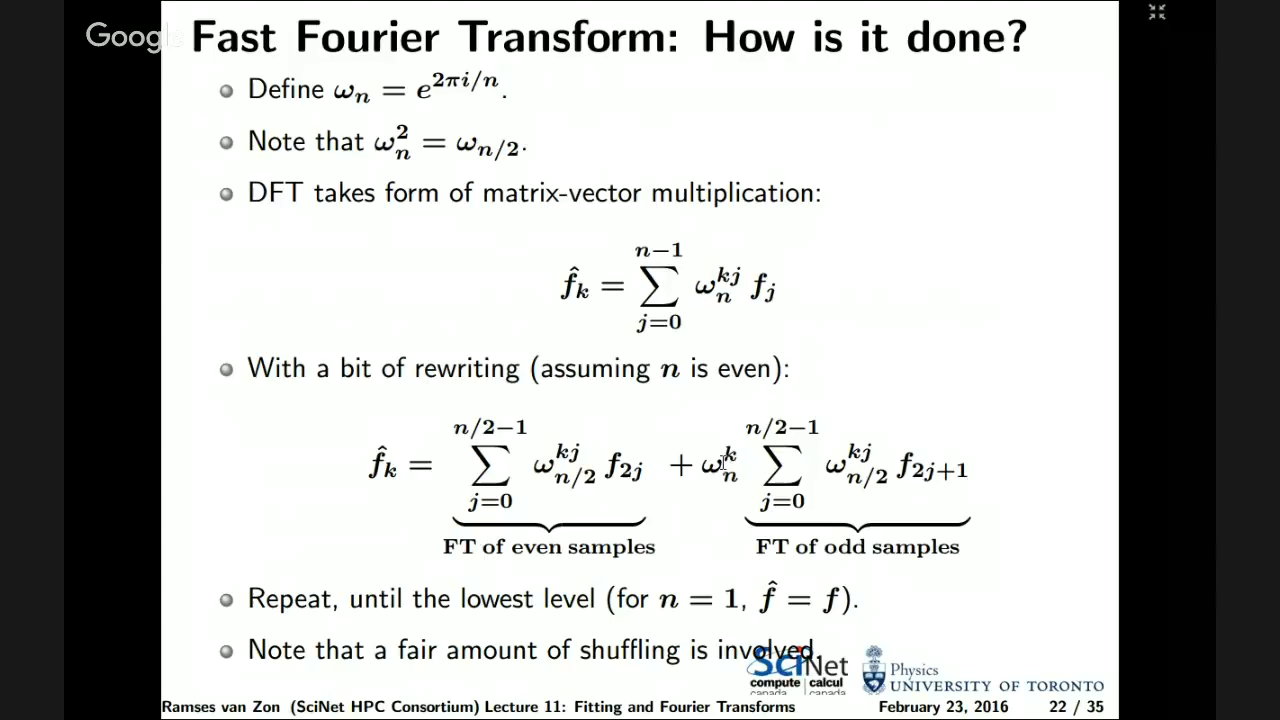 Google
Fast Fourier Transform: How is it done?
Define ωₙ = e^{2πi/n}.
Note that ωₙ² = ω_{n/2}.
DFT takes form of matrix-vector multiplication:
f̂ₖ = ∑_{j=0}^{n−1} ωₙ^{kj} fⱼ
With a bit of rewriting (assuming n is even):
f̂ₖ = ∑_{j=0}^{n/2−1} ω_{n/2}^{kj} f_{2j} + ωₙ^k ∑_{j=0}^{n/2−1} ω_{n/2}^{kj} f_{2j+1}
FT of even samples FT of odd samples
Repeat, until the lowest level (for n = 1, f̂ = f).
Note that a fair amount of shuffling is involved.
SciNet
compute | calcul
canada canada
Physics
UNIVERSITY OF TORONTO
Ramses van Zon (SciNet HPC Consortium) Lecture 11: Fitting and Fourier Transforms February 23, 2016 22 / 35